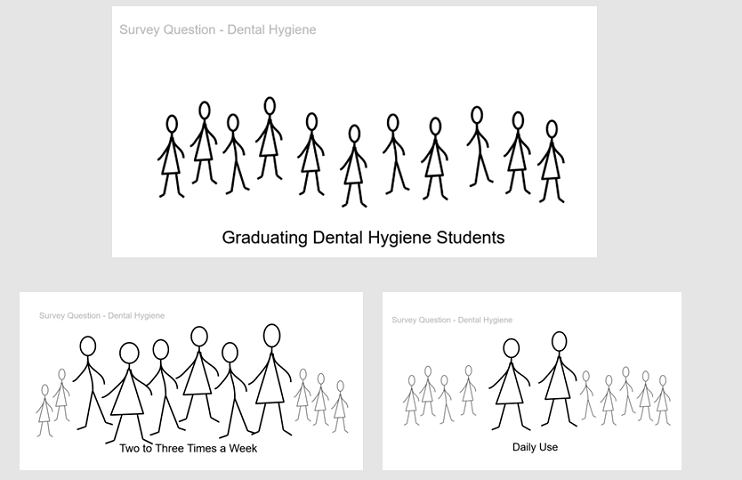 Survey Question - Dental Hygiene
Graduating Dental Hygiene Students
Survey Question - Dental Hygiene
Two to Three Times a Week
Survey Question - Dental Hygiene
Daily Use